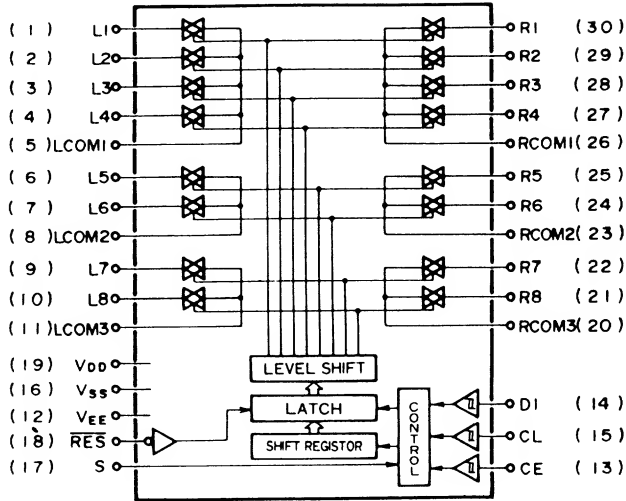 (1) L1 R1 (30)
(2) L2 R2 (29)
(3) L3 R3 (28)
(4) L4 R4 (27)
(5) LCOM1 RCOM1 (26)
(6) L5 R5 (25)
(7) L6 R6 (24)
(8) LCOM2 RCOM2 (23)
(9) L7 R7 (22)
(10) L8 R8 (21)
(11) LCOM3 RCOM3 (20)
(19) VDD LEVEL SHIFT
(16) VSS
(12) VEE LATCH CONTROL DI (14)
(18) RES SHIFT REGISTOR CL (15)
(17) S CE (13)